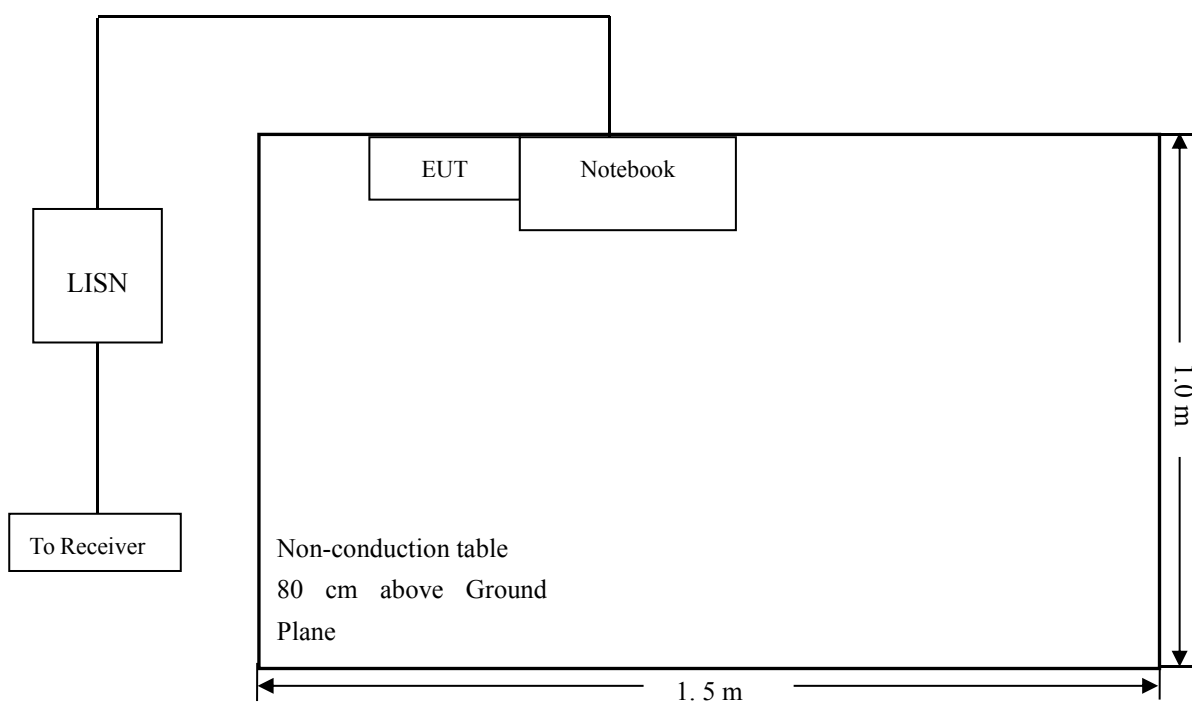 EUT
Notebook
LISN
1.0 m
To Receiver
Non-conduction table
80 cm above Ground
Plane
1. 5 m